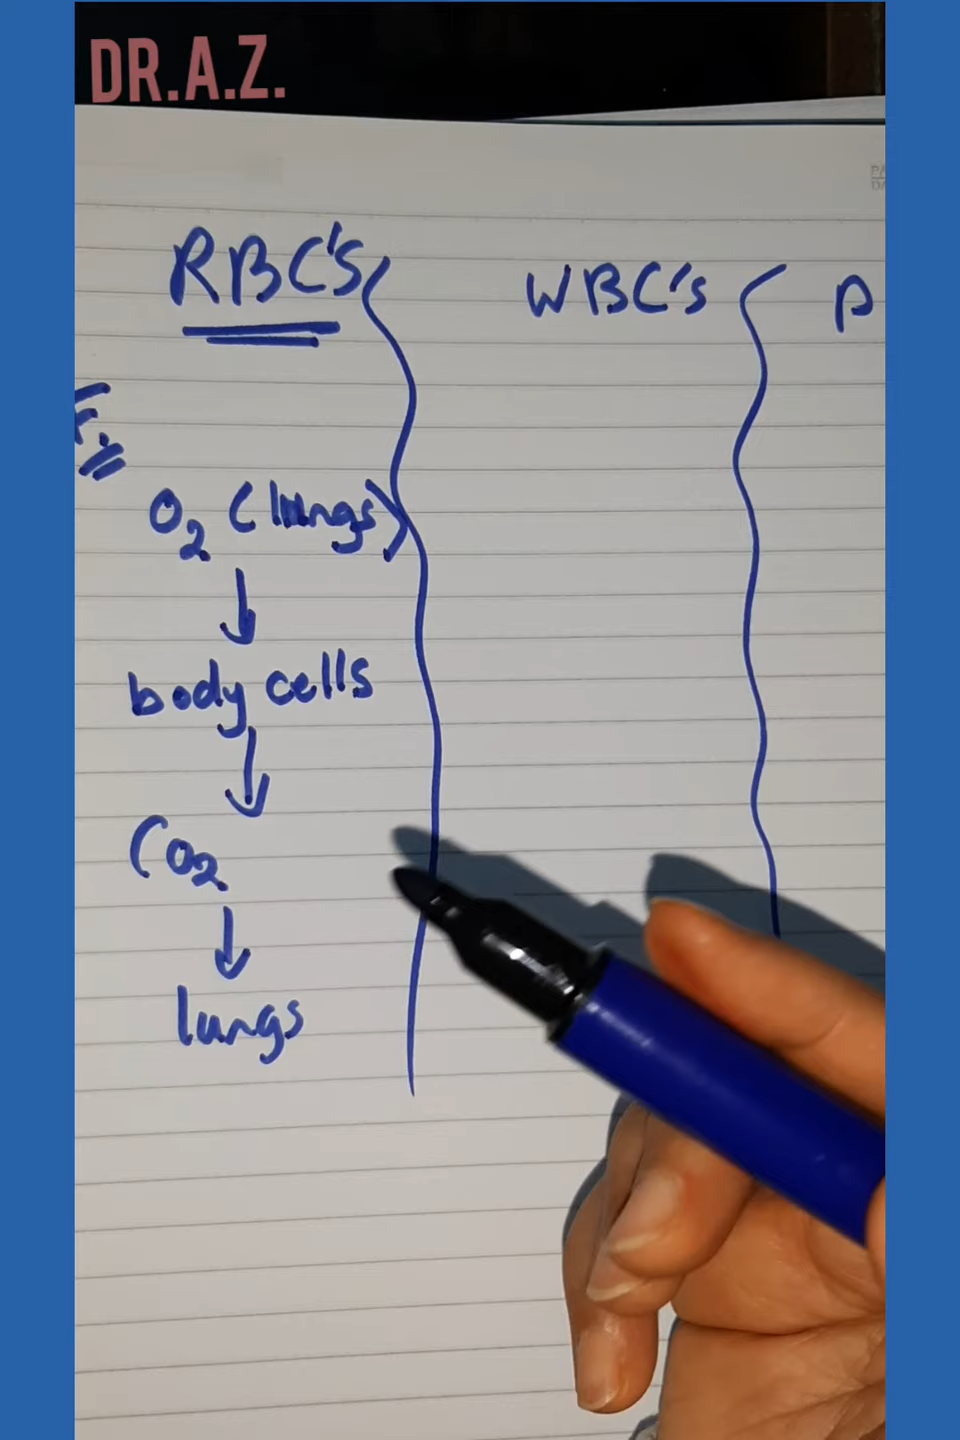 DR.A.Z.
RBC's WBC's P
F:
O2 (lungs)
body cells
CO2
lungs